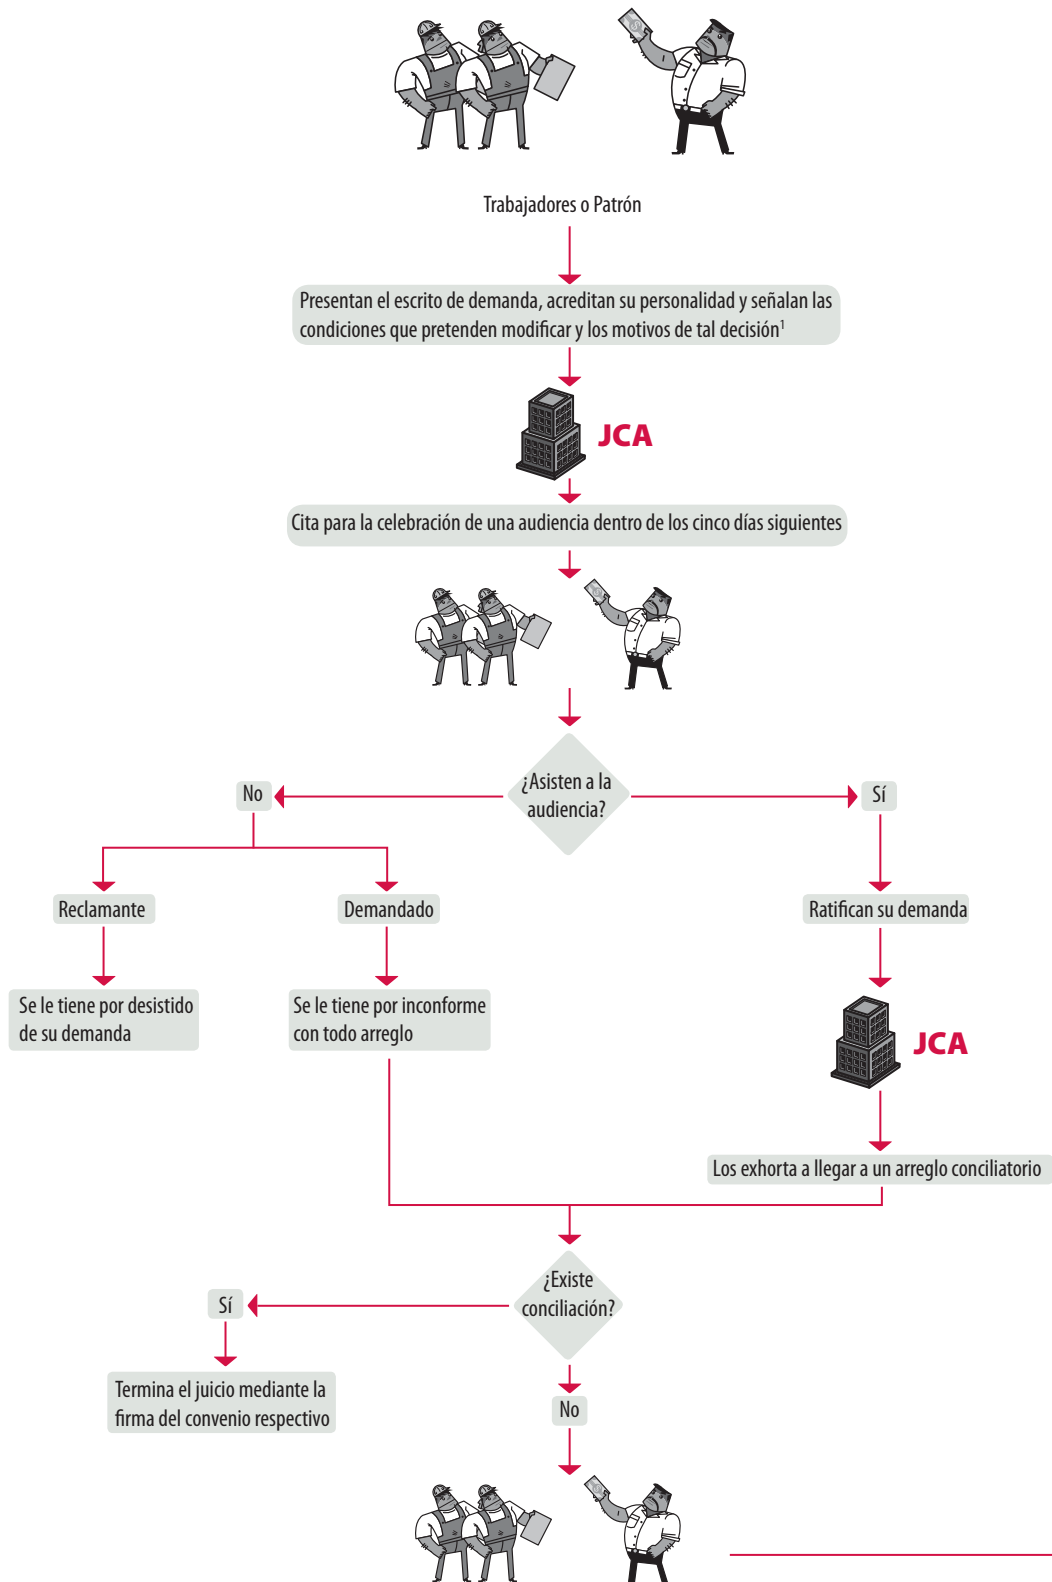 Trabajadores o Patrón
Presentan el escrito de demanda, acreditan su personalidad y señalan las
condiciones que pretenden modificar y los motivos de tal decisión¹
JCA
Cita para la celebración de una audiencia dentro de los cinco días siguientes
¿Asisten a la
audiencia?
No
Sí
Reclamante
Demandado
Ratifican su demanda
Se le tiene por desistido
de su demanda
Se le tiene por inconforme
con todo arreglo
JCA
Los exhorta a llegar a un arreglo conciliatorio
¿Existe
conciliación?
Sí
Termina el juicio mediante la
firma del convenio respectivo
No